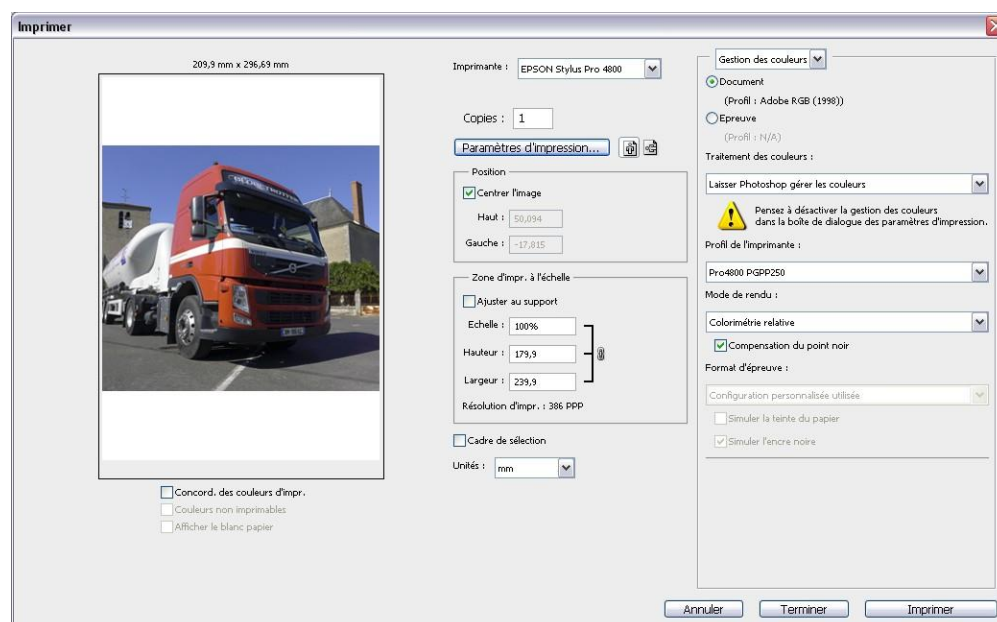 Imprimer
209,9 mm x 296,69 mm
Concord. des couleurs d'impr.
Couleurs non imprimables
Afficher le blanc papier
Imprimante : EPSON Stylus Pro 4800
Copies : 1
Paramètres d'impression...
Position
Centrer l'image
Haut : 50,094
Gauche : -17,815
Zone d'impr. à l'échelle
Ajuster au support
Echelle : 100%
Hauteur : 179,9
Largeur : 239,9
Résolution d'impr. : 386 PPP
Cadre de sélection
Unités : mm
Gestion des couleurs
Document
(Profil : Adobe RGB (1998))
Epreuve
(Profil : N/A)
Traitement des couleurs :
Laisser Photoshop gérer les couleurs
Pensez à désactiver la gestion des couleurs
dans la boîte de dialogue des paramètres d'impression.
Profil de l'imprimante :
Pro4800 PGPP250
Mode de rendu :
Colorimétrie relative
Compensation du point noir
Format d'épreuve :
Configuration personnalisée utilisée
Simuler la teinte du papier
Simuler l'encre noire
Annuler
Terminer
Imprimer